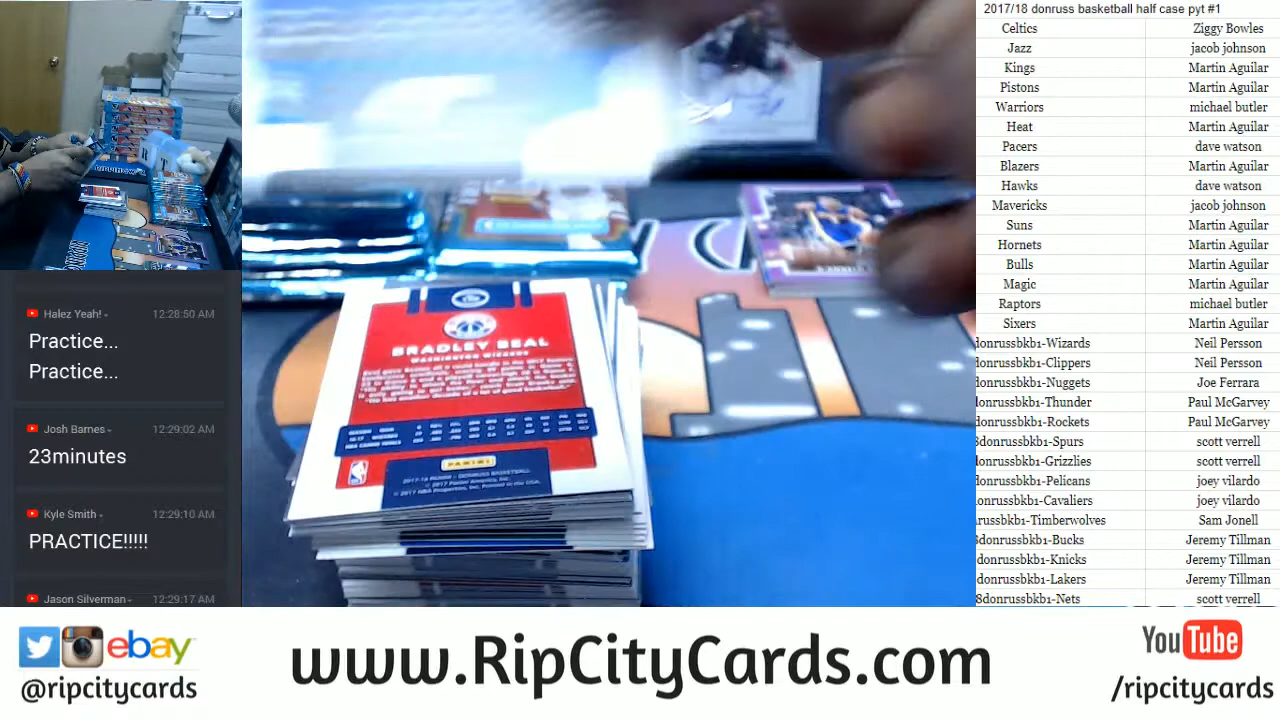 2017/18 donruss basketball half case pyt #1
Celtics Ziggy Bowles
Jazz jacob johnson
Kings Martin Aguilar
Pistons Martin Aguilar
Warriors michael butler
Heat Martin Aguilar
Pacers dave watson
Blazers Martin Aguilar
Hawks dave watson
Mavericks jacob johnson
Suns Martin Aguilar
Hornets Martin Aguilar
Bulls Martin Aguilar
Magic Martin Aguilar
Raptors michael butler
Sixers Martin Aguilar
donrussbkb1-Wizards Neil Persson
donrussbkb1-Clippers Neil Persson
donrussbkb1-Nuggets Joe Ferrara
donrussbkb1-Thunder Paul McGarvey
donrussbkb1-Rockets Paul McGarvey
8donrussbkb1-Spurs scott verrell
donrussbkb1-Grizzlies scott verrell
donrussbkb1-Pelicans joey vilardo
donrussbkb1-Cavaliers joey vilardo
russbkb1-Timberwolves Sam Jonell
8donrussbkb1-Bucks Jeremy Tillman
donrussbkb1-Knicks Jeremy Tillman
donrussbkb1-Lakers Jeremy Tillman
8donrussbkb1-Nets scott verrell
Halez Yeah! 12:28:50 AM
Practice...
Practice...
Josh Barnes 12:29:02 AM
23minutes
Kyle Smith 12:29:10 AM
PRACTICE!!!!!
Jason Silverman 12:29:17 AM
BRADLEY BEAL
Washington Wizards
PANINI
ebay
@ripcitycards
www.RipCityCards.com
YouTube
/ripcitycards